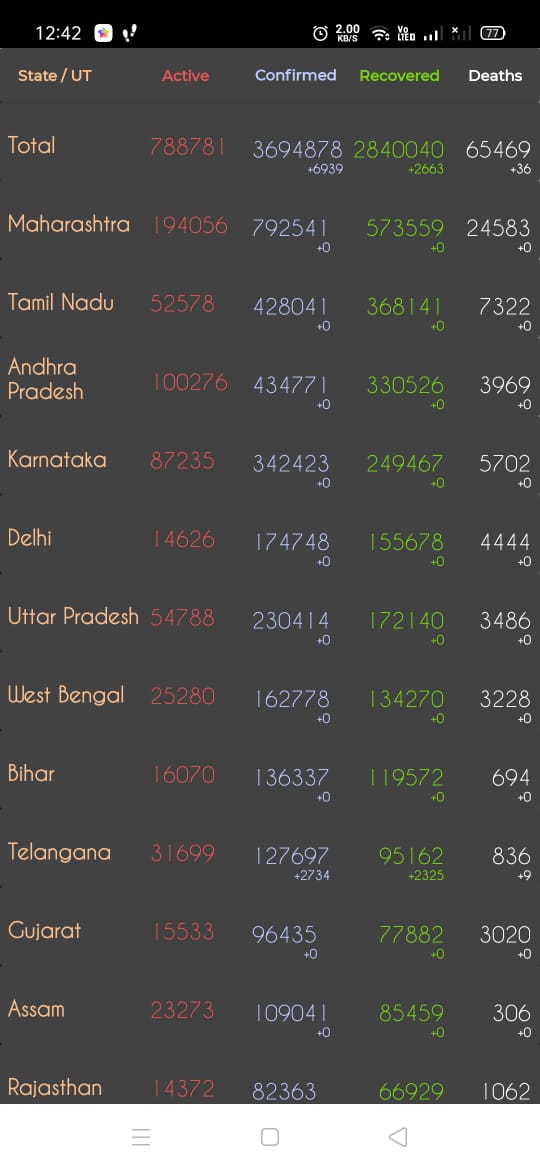 12:42 2.00 KB/S Vo LTED 77
State / UT Active Confirmed Recovered Deaths
Total 788781 3694878 2840040 65469
+6939 +2663 +36
Maharashtra 194056 792541 573559 24583
+0 +0 +0
Tamil Nadu 52578 428041 368141 7322
+0 +0 +0
Andhra
Pradesh 100276 434771 330526 3969
+0 +0 +0
Karnataka 87235 342423 249467 5702
+0 +0 +0
Delhi 14626 174748 155678 4444
+0 +0 +0
Uttar Pradesh 54788 230414 172140 3486
+0 +0 +0
West Bengal 25280 162778 134270 3228
+0 +0 +0
Bihar 16070 136337 119572 694
+0 +0 +0
Telangana 31699 127697 95162 836
+2734 +2325 +9
Gujarat 15533 96435 77882 3020
+0 +0 +0
Assam 23273 109041 85459 306
+0 +0 +0
Rajasthan 14372 82363 66929 1062